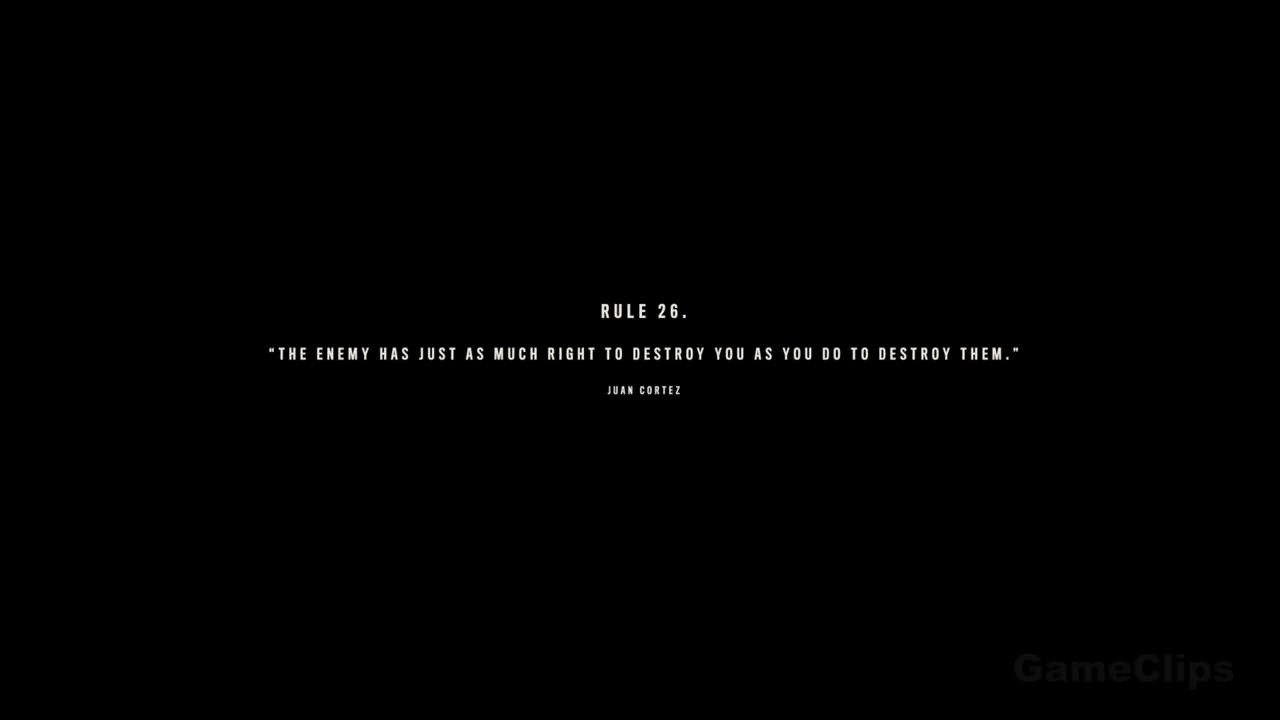 RULE 26.
“THE ENEMY HAS JUST AS MUCH RIGHT TO DESTROY YOU AS YOU DO TO DESTROY THEM.”
JUAN CORTEZ
GameClips